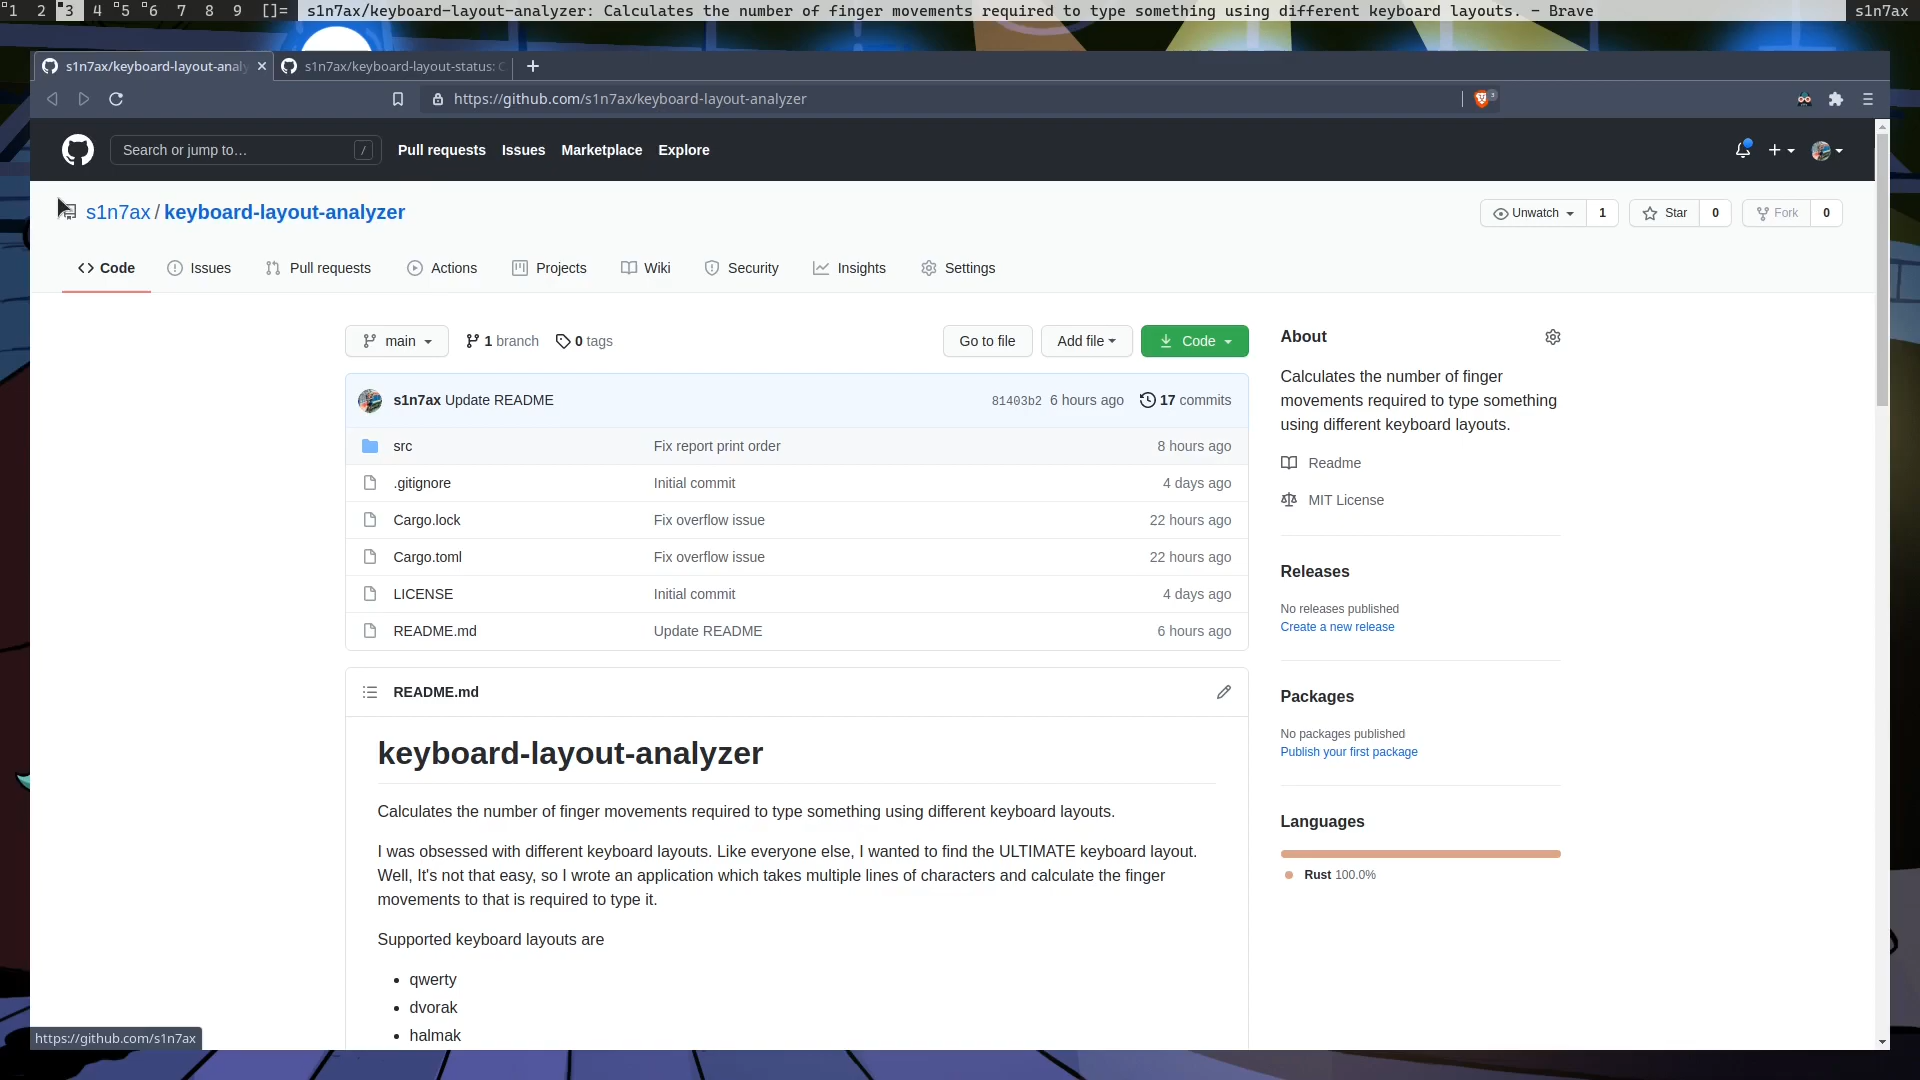 1 2 3 4 5 6 7 8 9 []= s1n7ax/keyboard-layout-analyzer: Calculates the number of finger movements required to type something using different keyboard layouts. - Brave s1n7ax
s1n7ax/keyboard-layout-analy
s1n7ax/keyboard-layout-status: C
https://github.com/s1n7ax/keyboard-layout-analyzer
3
Search or jump to… /
Pull requests Issues Marketplace Explore
s1n7ax / keyboard-layout-analyzer
Unwatch 1 Star 0 Fork 0
Code Issues Pull requests Actions Projects Wiki Security Insights Settings
main 1 branch 0 tags
Go to file Add file Code
s1n7ax Update README 81403b2 6 hours ago 17 commits
src Fix report print order 8 hours ago
.gitignore Initial commit 4 days ago
Cargo.lock Fix overflow issue 22 hours ago
Cargo.toml Fix overflow issue 22 hours ago
LICENSE Initial commit 4 days ago
README.md Update README 6 hours ago
README.md
keyboard-layout-analyzer
Calculates the number of finger movements required to type something using different keyboard layouts.
I was obsessed with different keyboard layouts. Like everyone else, I wanted to find the ULTIMATE keyboard layout.
Well, It's not that easy, so I wrote an application which takes multiple lines of characters and calculate the finger
movements to that is required to type it.
Supported keyboard layouts are
qwerty
dvorak
halmak
About
Calculates the number of finger
movements required to type something
using different keyboard layouts.
Readme
MIT License
Releases
No releases published
Create a new release
Packages
No packages published
Publish your first package
Languages
Rust 100.0%
https://github.com/s1n7ax